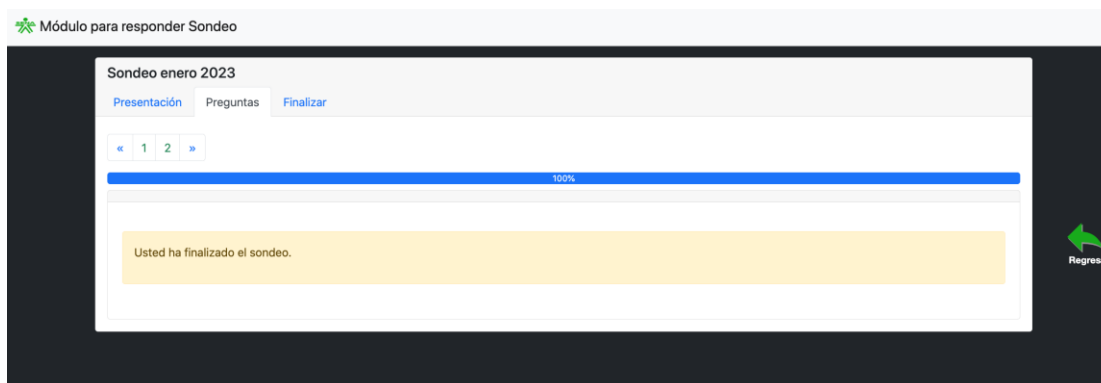 Módulo para responder Sondeo
Sondeo enero 2023
Presentación Preguntas Finalizar
« 1 2 »
100%
Usted ha finalizado el sondeo.
Regres